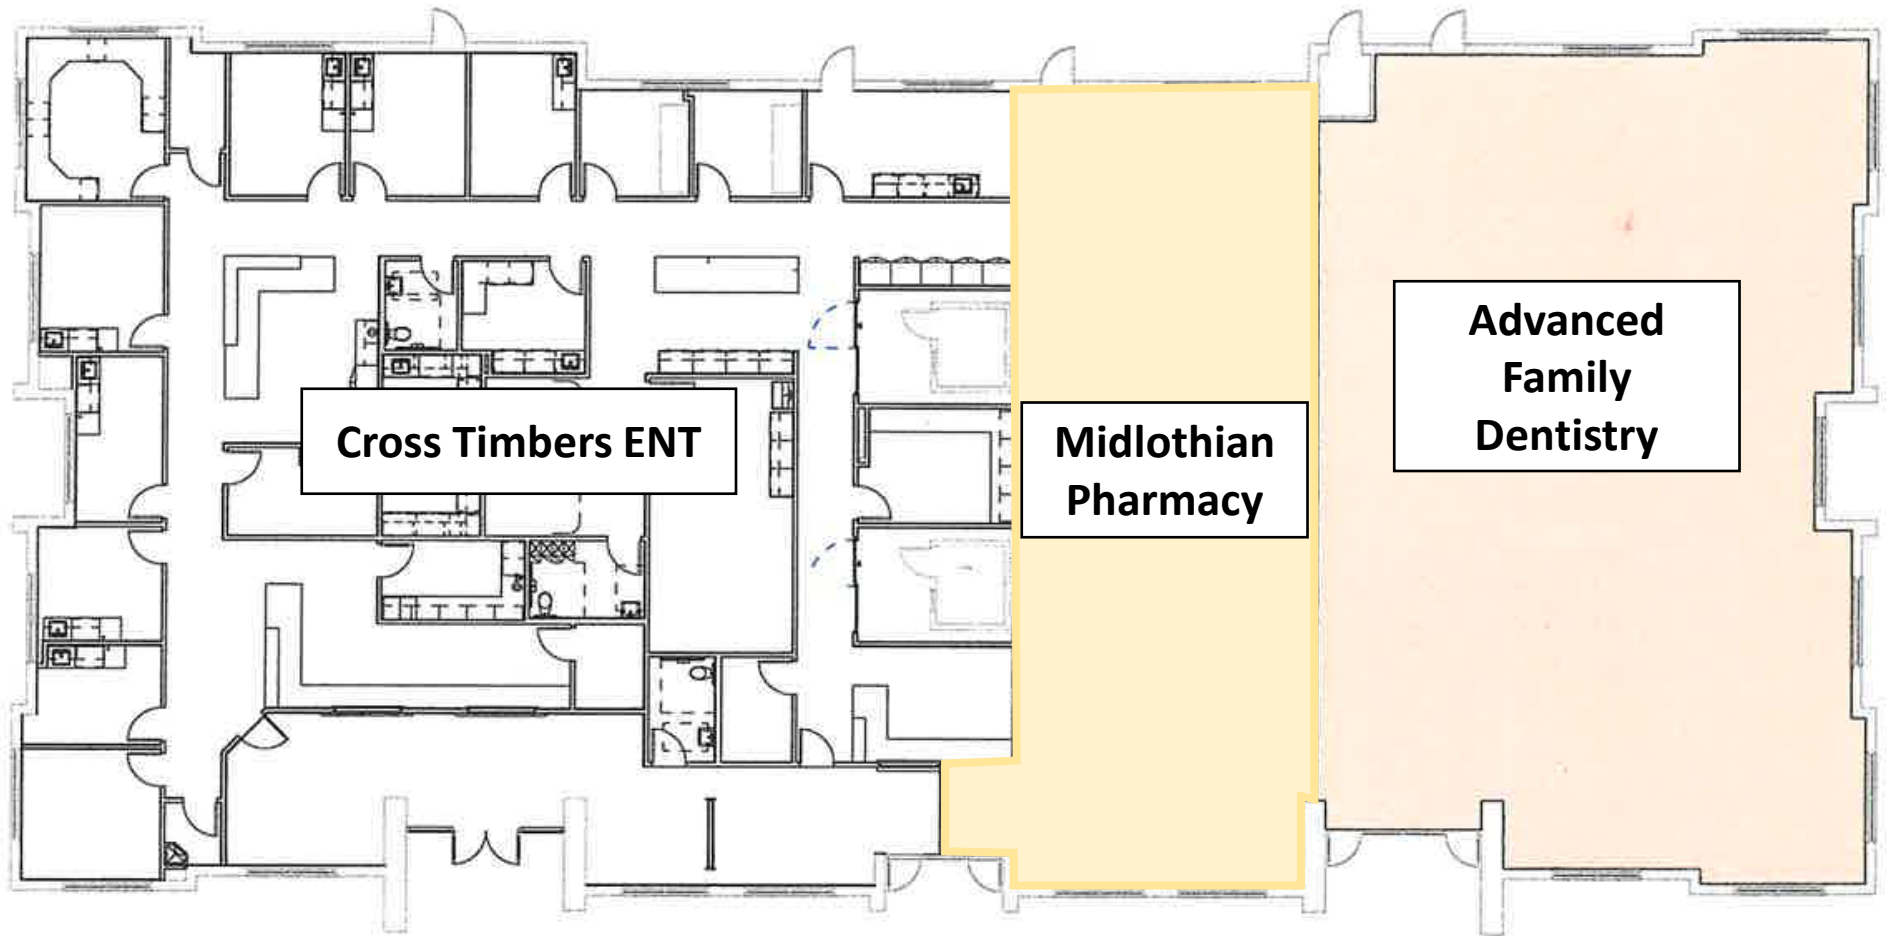 Cross Timbers ENT
Midlothian
Pharmacy
Advanced
Family
Dentistry